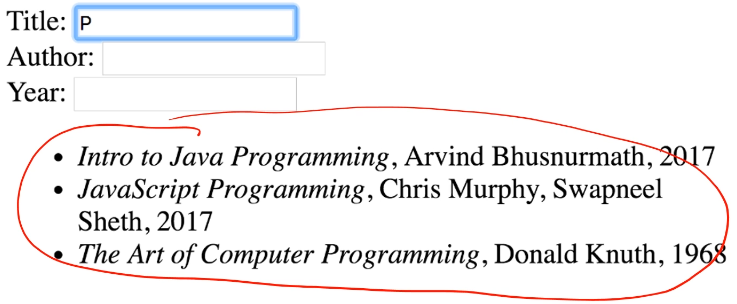 Title: P
Author:
Year:
• Intro to Java Programming, Arvind Bhusnurmath, 2017
• JavaScript Programming, Chris Murphy, Swapneel
Sheth, 2017
• The Art of Computer Programming, Donald Knuth, 1968